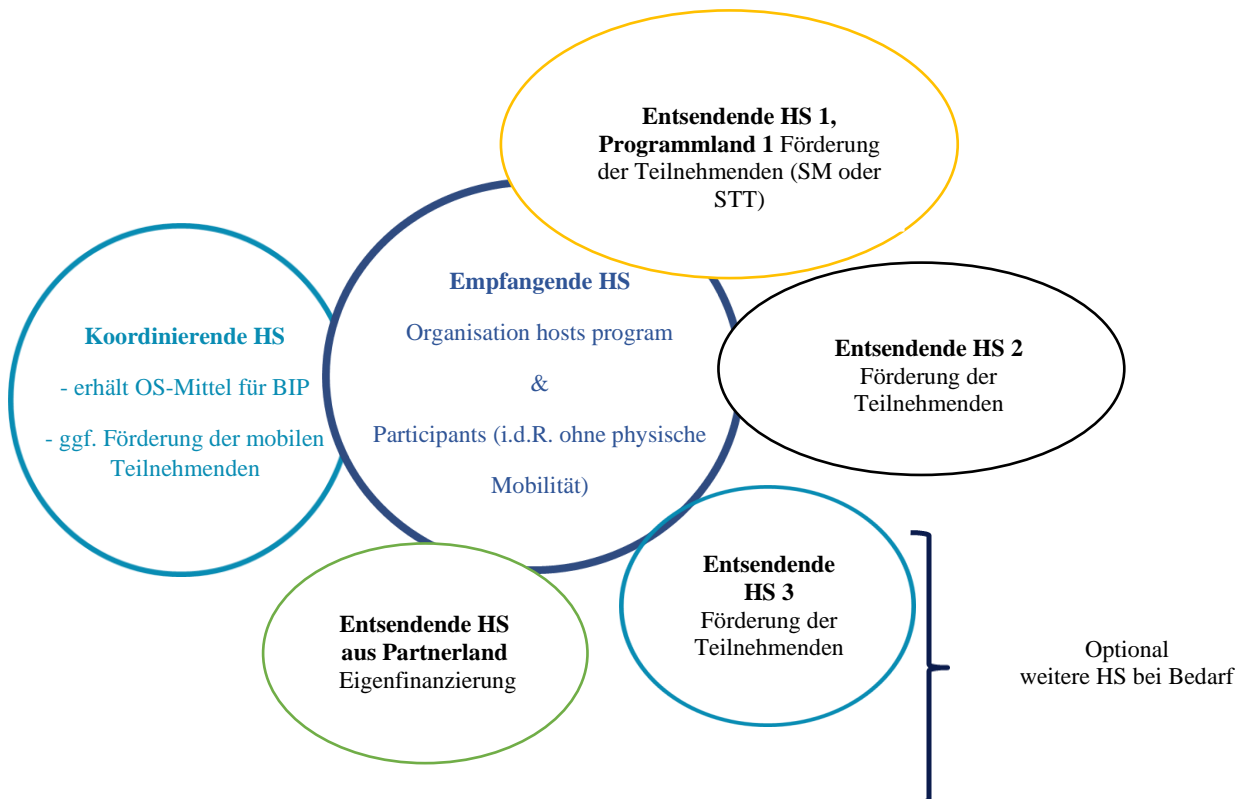 Entsendende HS 1,
Programmland 1 Förderung
der Teilnehmenden (SM oder
STT)
Empfangende HS
Organisation hosts program
&
Participants (i.d.R. ohne physische
Mobilität)
Koordinierende HS
- erhält OS-Mittel für BIP
- ggf. Förderung der mobilen
Teilnehmenden
Entsendende HS 2
Förderung der
Teilnehmenden
Entsendende
HS 3
Förderung der
Teilnehmenden
Entsendende HS
aus Partnerland
Eigenfinanzierung
Optional
weitere HS bei Bedarf